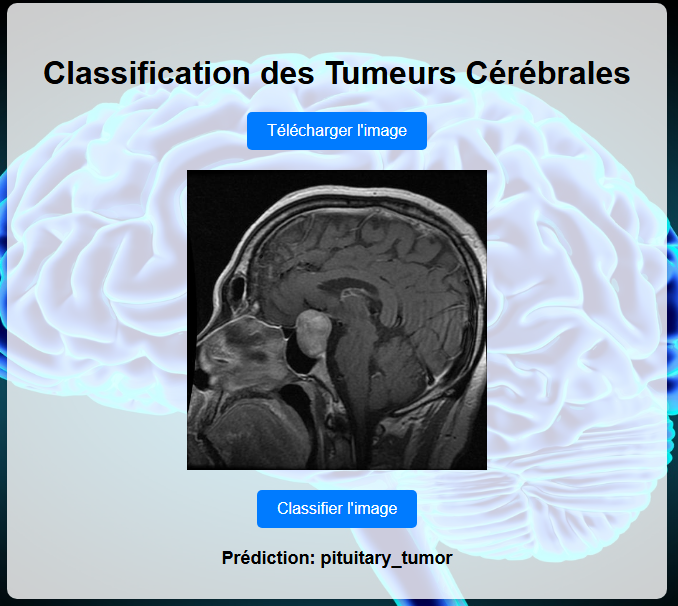 Classification des Tumeurs Cérébrales
Télécharger l'image
Classifier l'image
Prédiction: pituitary_tumor